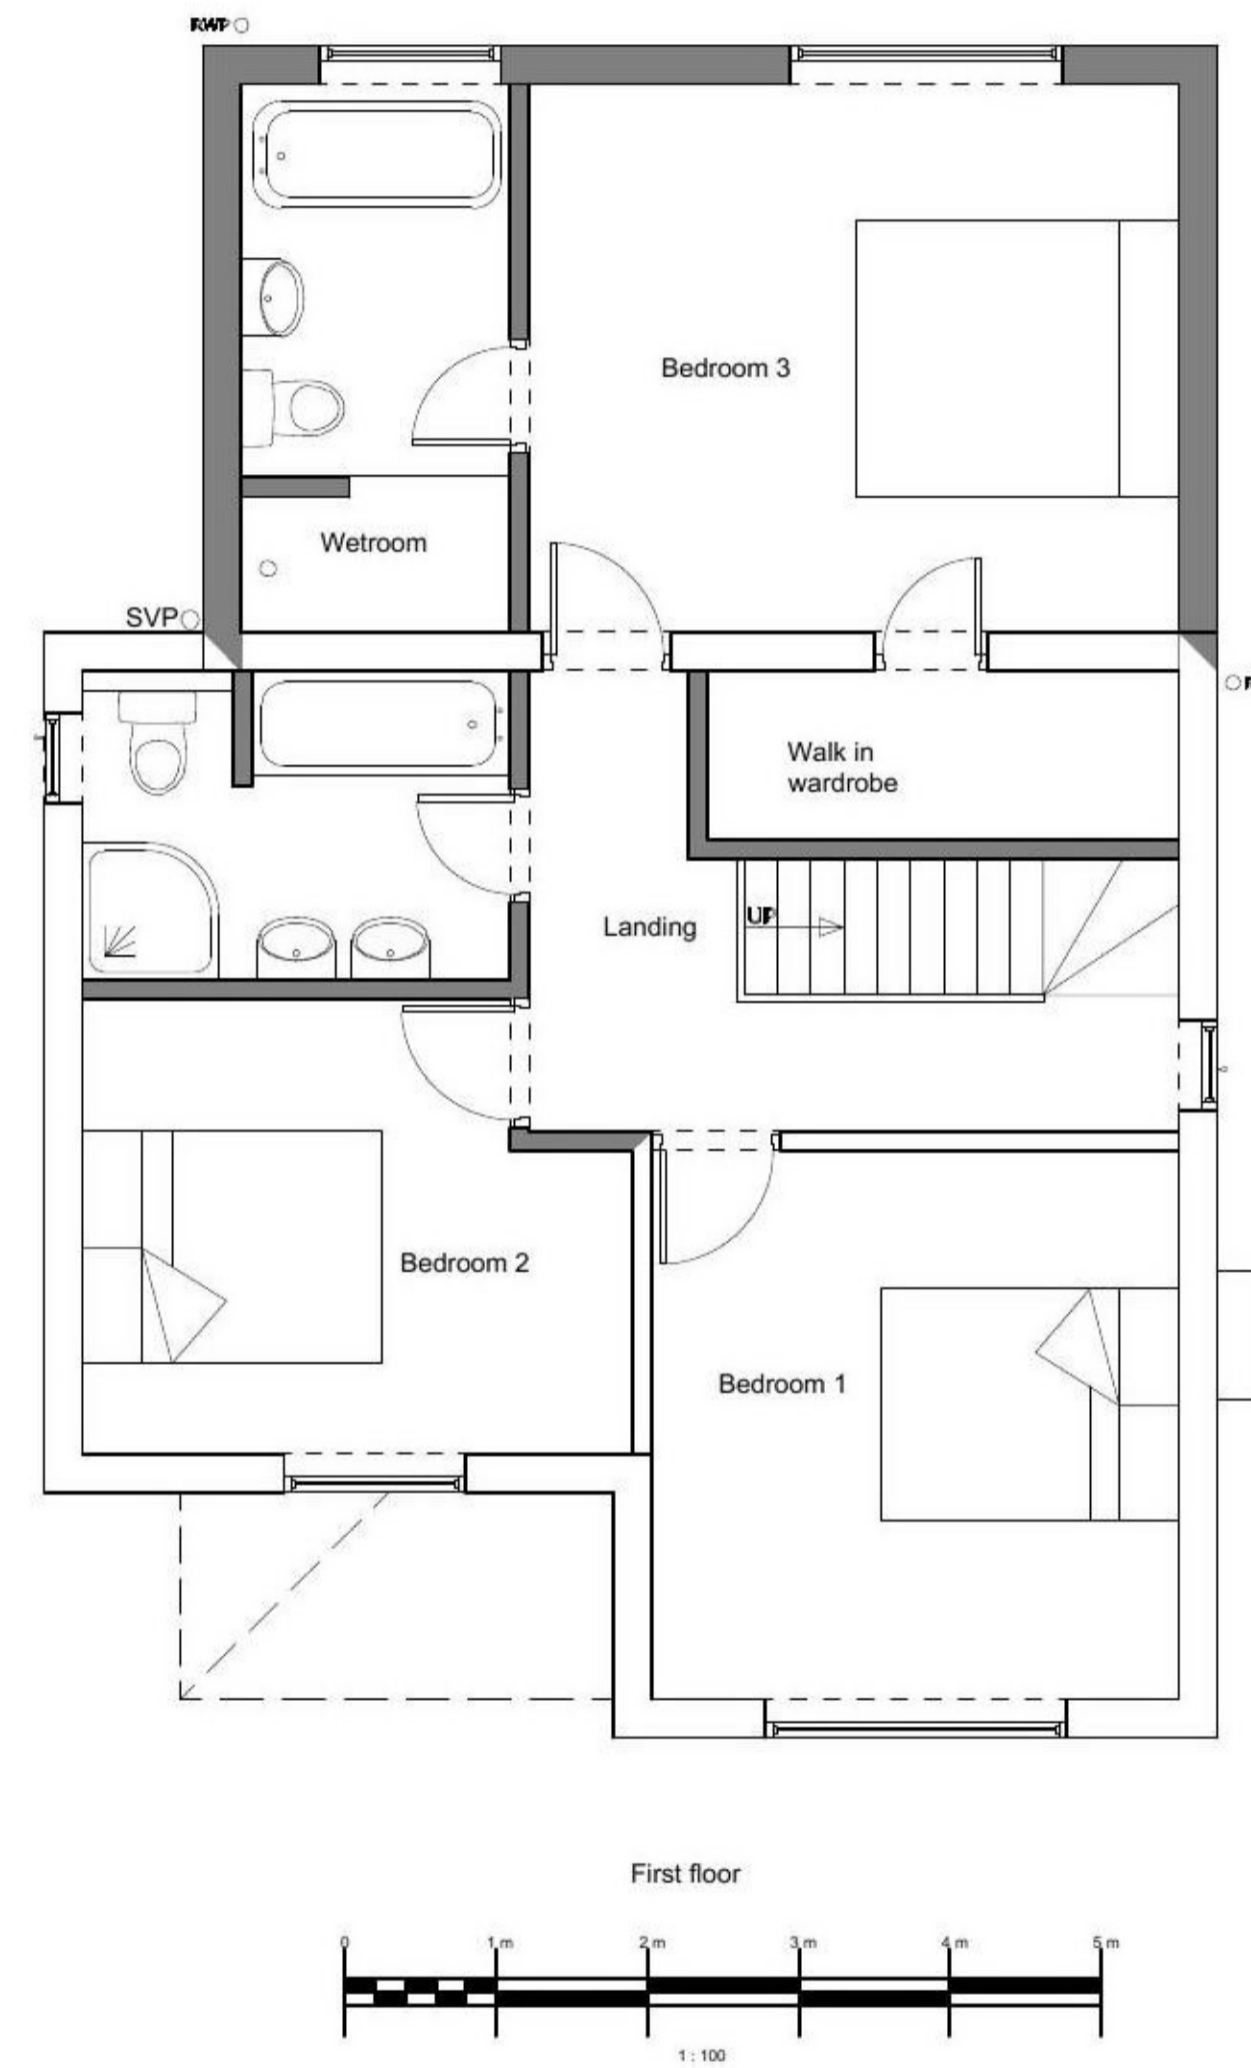 RWP
Bedroom 3
Wetroom
SVP
Walk in
wardrobe
UP
Landing
Bedroom 2
Bedroom 1
First floor
0 1 m 2 m 3 m 4 m 5 m
1 : 100